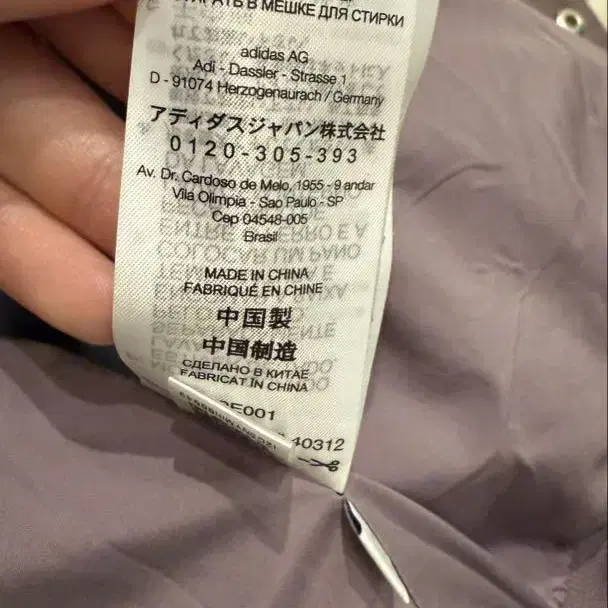 В МЕШКЕ ДЛЯ СТИРКИ
adidas AG
Adi - Dassler - Strasse 1
D - 91074 Herzogenaurach / Germany
アディダスジャパン株式会社
0120-305-393
Av. Dr. Cardoso de Melo, 1955 - 9 andar
Vila Olimpia - Sao Paulo - SP
Cep 04548-005
Brasil
MADE IN CHINA
FABRIQUÉ EN CHINE
中国製
中国制造
СДЕЛАНО В КИТАЕ
FABRICAT IN CHINA
E001
40312